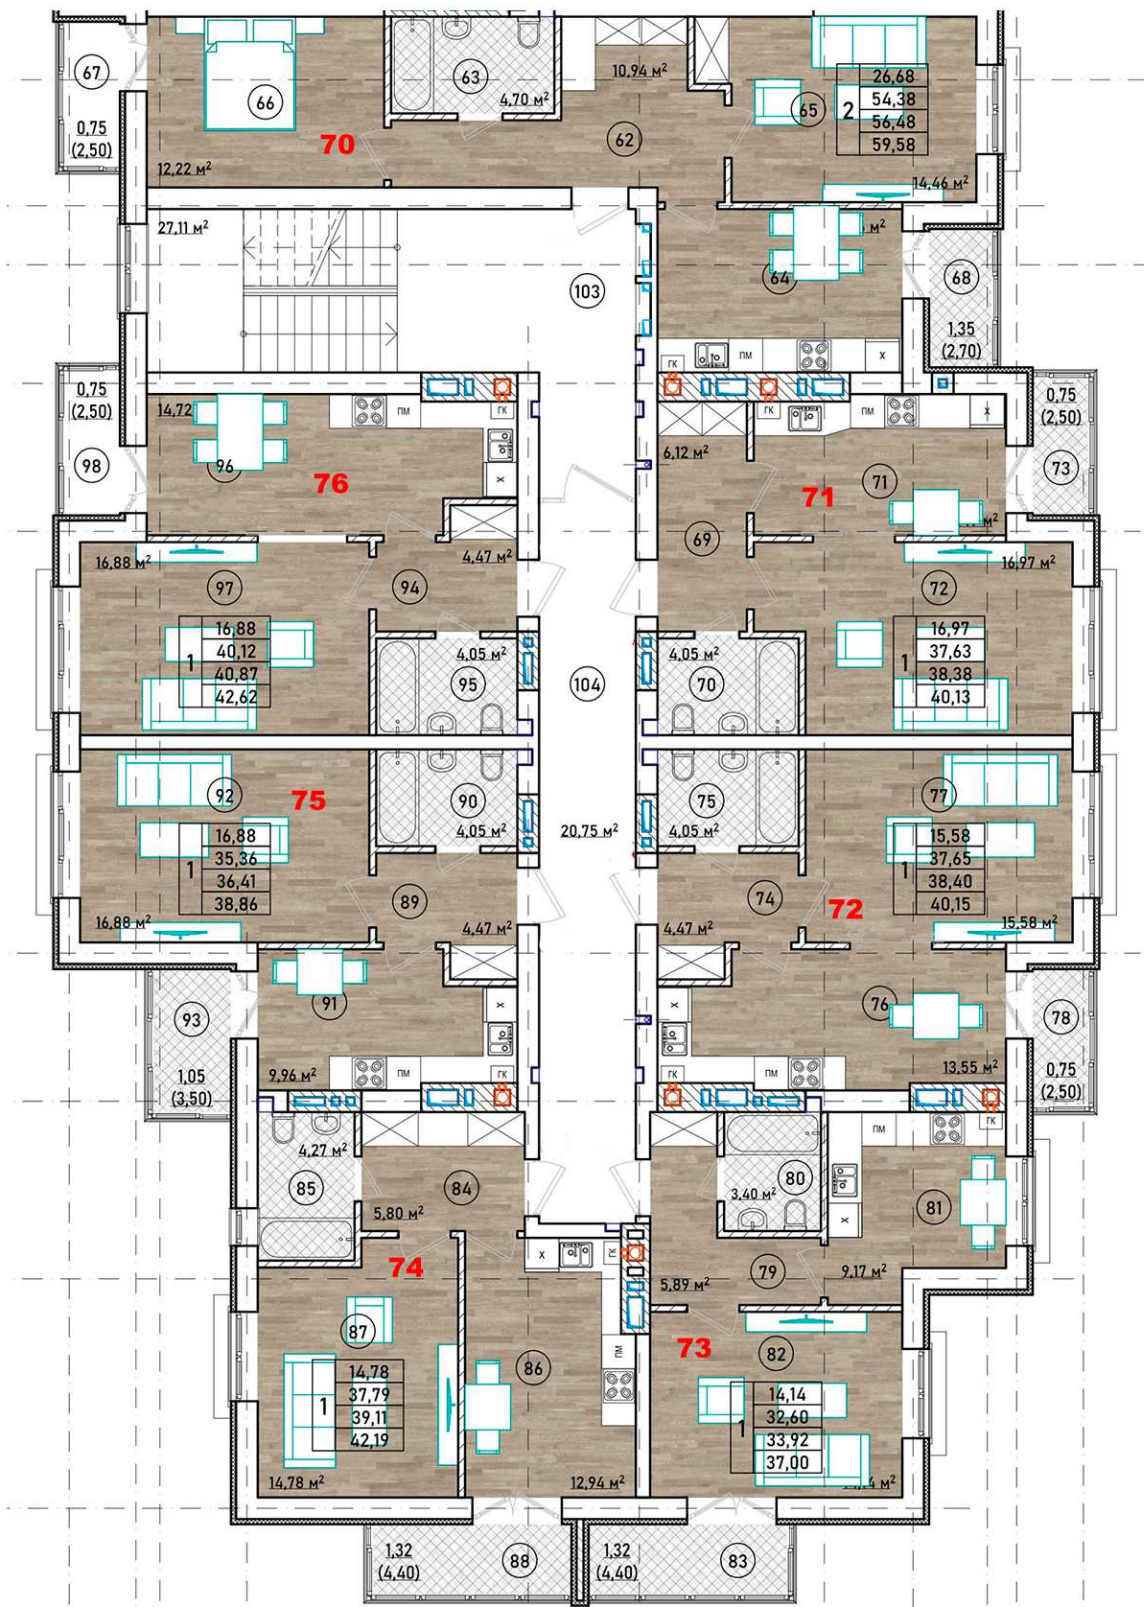 67
66
63
10,94 м²
65
26,68
2
54,38
56,48
59,58
0,75
(2,50)
4,70 м²
62
70
12,22 м²
14,46 м²
27,11 м²
103
64
68
1,35
(2,70)
ГК
ПМ
X
0,75
(2,50)
14,72
ПМ
ГК
ГК
ПМ
X
0,75
(2,50)
98
96
76
X
6,12 м²
71
71
73
69
16,88 м²
97
94
4,47 м²
72
16,97 м²
16,88
1
40,12
40,87
42,62
16,97
1
37,63
38,38
40,13
4,05 м²
95
104
4,05 м²
70
92
75
90
75
77
16,88
1
35,36
36,41
38,86
4,05 м²
20,75 м²
4,05 м²
15,58
1
37,65
38,40
40,15
89
74
72
16,88 м²
4,47 м²
4,47 м²
15,58 м²
93
91
X
X
76
78
1,05
(3,50)
9,96 м²
ПМ
ГК
ГК
ПМ
13,55 м²
0,75
(2,50)
4,27 м²
85
84
5,80 м²
80
3,40 м²
ПМ
ГК
81
X
74
X
ГК
79
5,89 м²
9,17 м²
87
86
ПМ
73
82
14,78
1
37,79
39,11
42,19
14,14
1
32,60
33,92
37,00
14,78 м²
12,94 м²
1,32
(4,40)
88
1,32
(4,40)
83